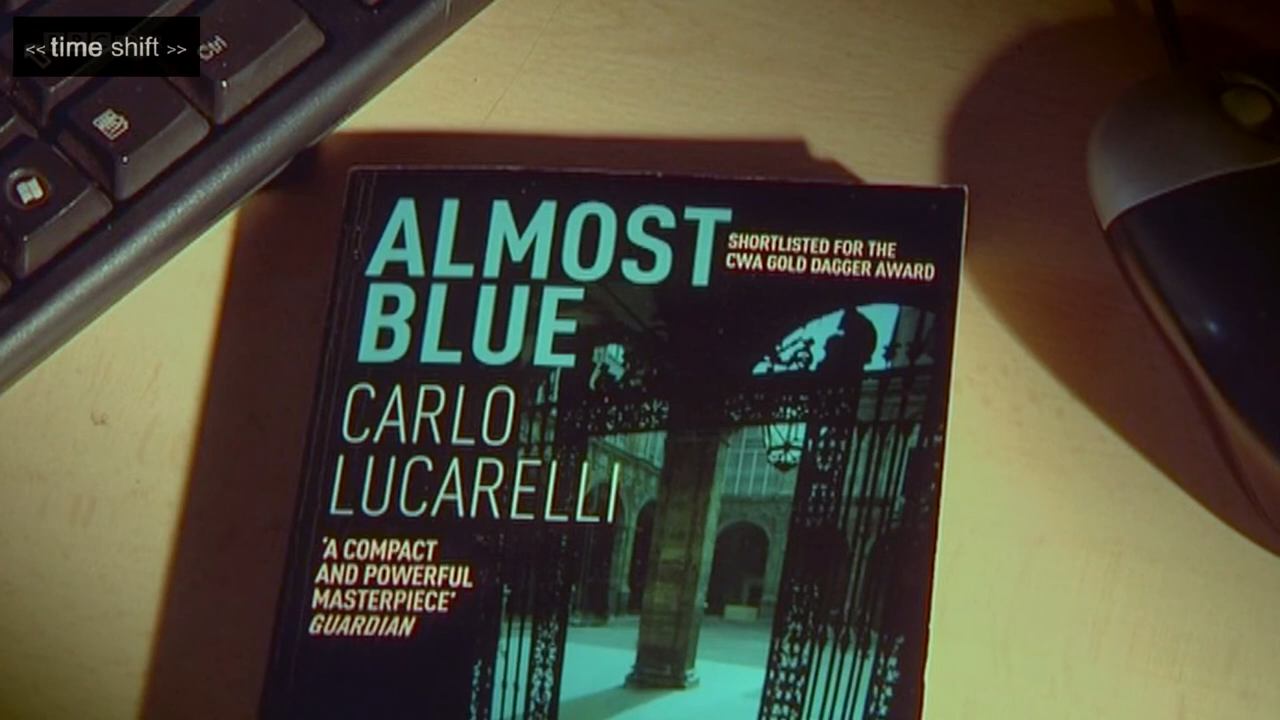 << time shift >>
Ctrl
ALMOST
BLUE
SHORTLISTED FOR THE
CWA GOLD DAGGER AWARD
CARLO
LUCARELLI
'A COMPACT
AND POWERFUL
MASTERPIECE'
GUARDIAN